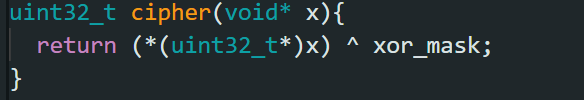 uint32_t cipher(void* x){
  return (*(uint32_t*)x) ^ xor_mask;
}